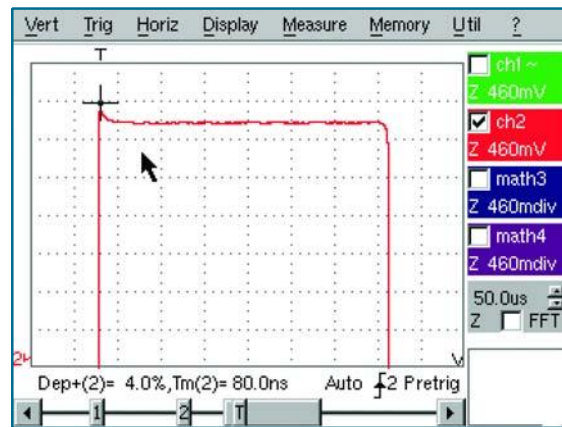 Vert Trig Horiz Display Measure Memory Util ?
T
ch1 ~
Z 460mV
ch2
Z 460mV
math3
Z 460mdiv
math4
Z 460mdiv
50.0us
Z FFT
2
V
Dep+(2)= 4.0%,Tm(2)= 80.0ns Auto 2 Pretrig
1 2 T